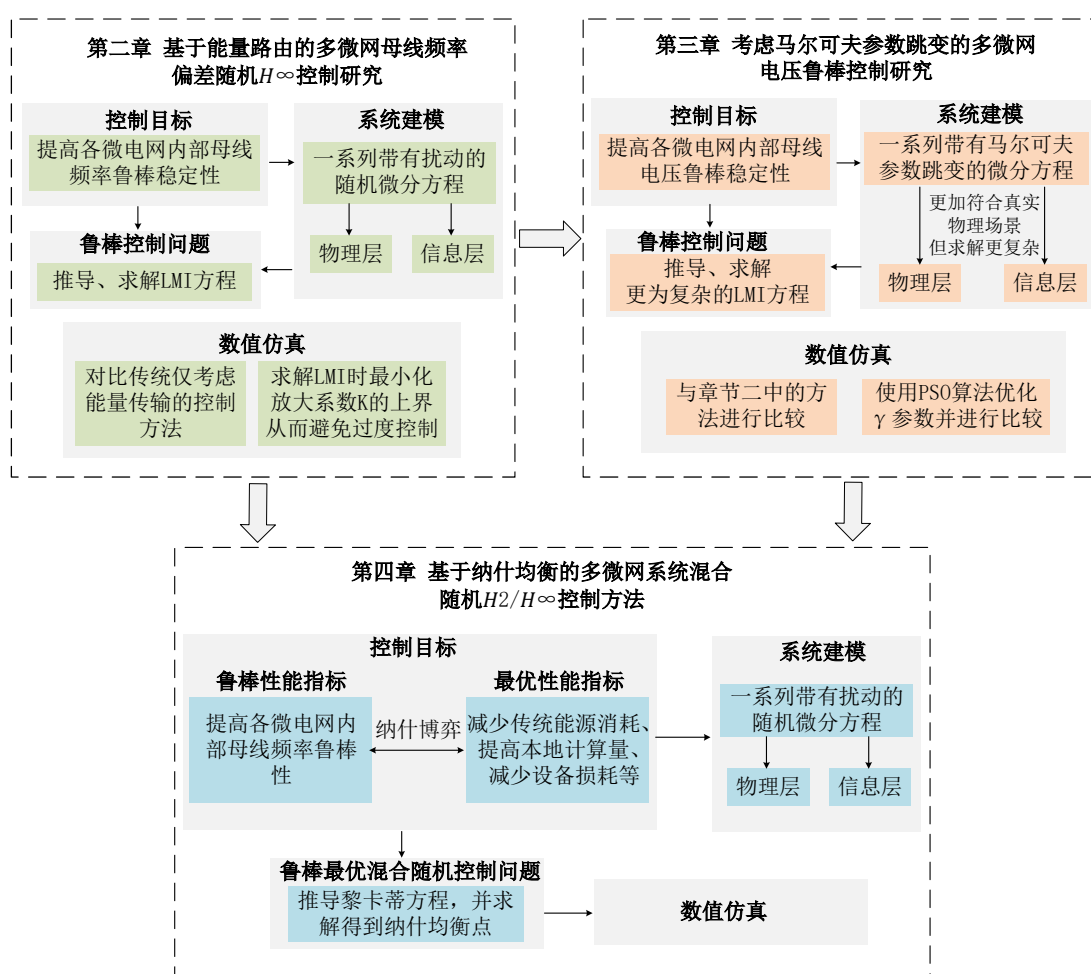 第二章 基于能量路由的多微网母线频率
偏差随机H∞控制研究
控制目标
提高各微电网内部母线
频率鲁棒稳定性
系统建模
一系列带有扰动的
随机微分方程
物理层
信息层
鲁棒控制问题
推导、求解LMI方程
数值仿真
对比传统仅考虑
能量传输的控制
方法
求解LMI时最小化
放大系数K的上界
从而避免过度控制
第三章 考虑马尔可夫参数跳变的多微网
电压鲁棒控制研究
控制目标
提高各微电网内部母线
电压鲁棒稳定性
系统建模
一系列带有马尔可夫
参数跳变的微分方程
更加符合真实
物理场景
但求解更复杂
物理层
信息层
鲁棒控制问题
推导、求解
更为复杂的LMI方程
数值仿真
与章节二中的方
法进行比较
使用PSO算法优化
γ参数并进行比较
第四章 基于纳什均衡的多微网系统混合
随机H2/H∞控制方法
控制目标
鲁棒性能指标
提高各微电网内
部母线频率鲁棒
性
纳什博弈
最优性能指标
减少传统能源消耗、
提高本地计算量、
减少设备损耗等
系统建模
一系列带有扰动的
随机微分方程
物理层
信息层
鲁棒最优混合随机控制问题
推导黎卡蒂方程，并求
解得到纳什均衡点
数值仿真